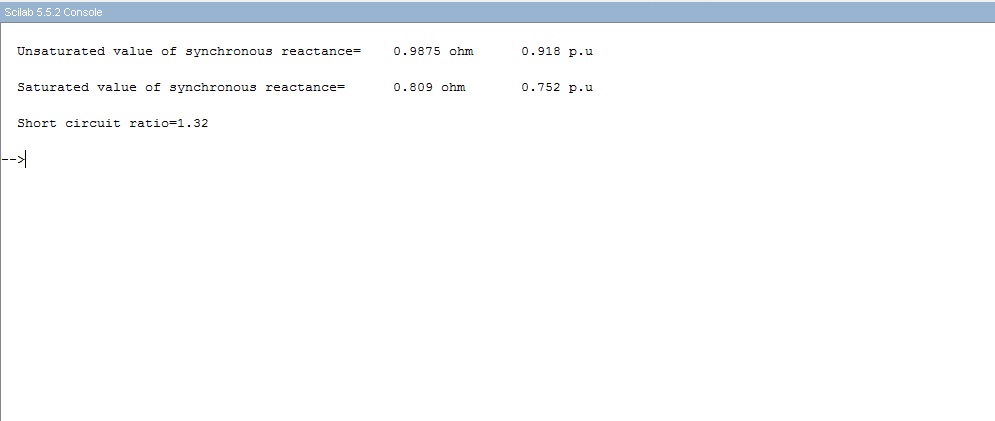 Scilab 5.5.2 Console
Unsaturated value of synchronous reactance=    0.9875 ohm      0.918 p.u
Saturated value of synchronous reactance=      0.809 ohm       0.752 p.u
Short circuit ratio=1.32
-->